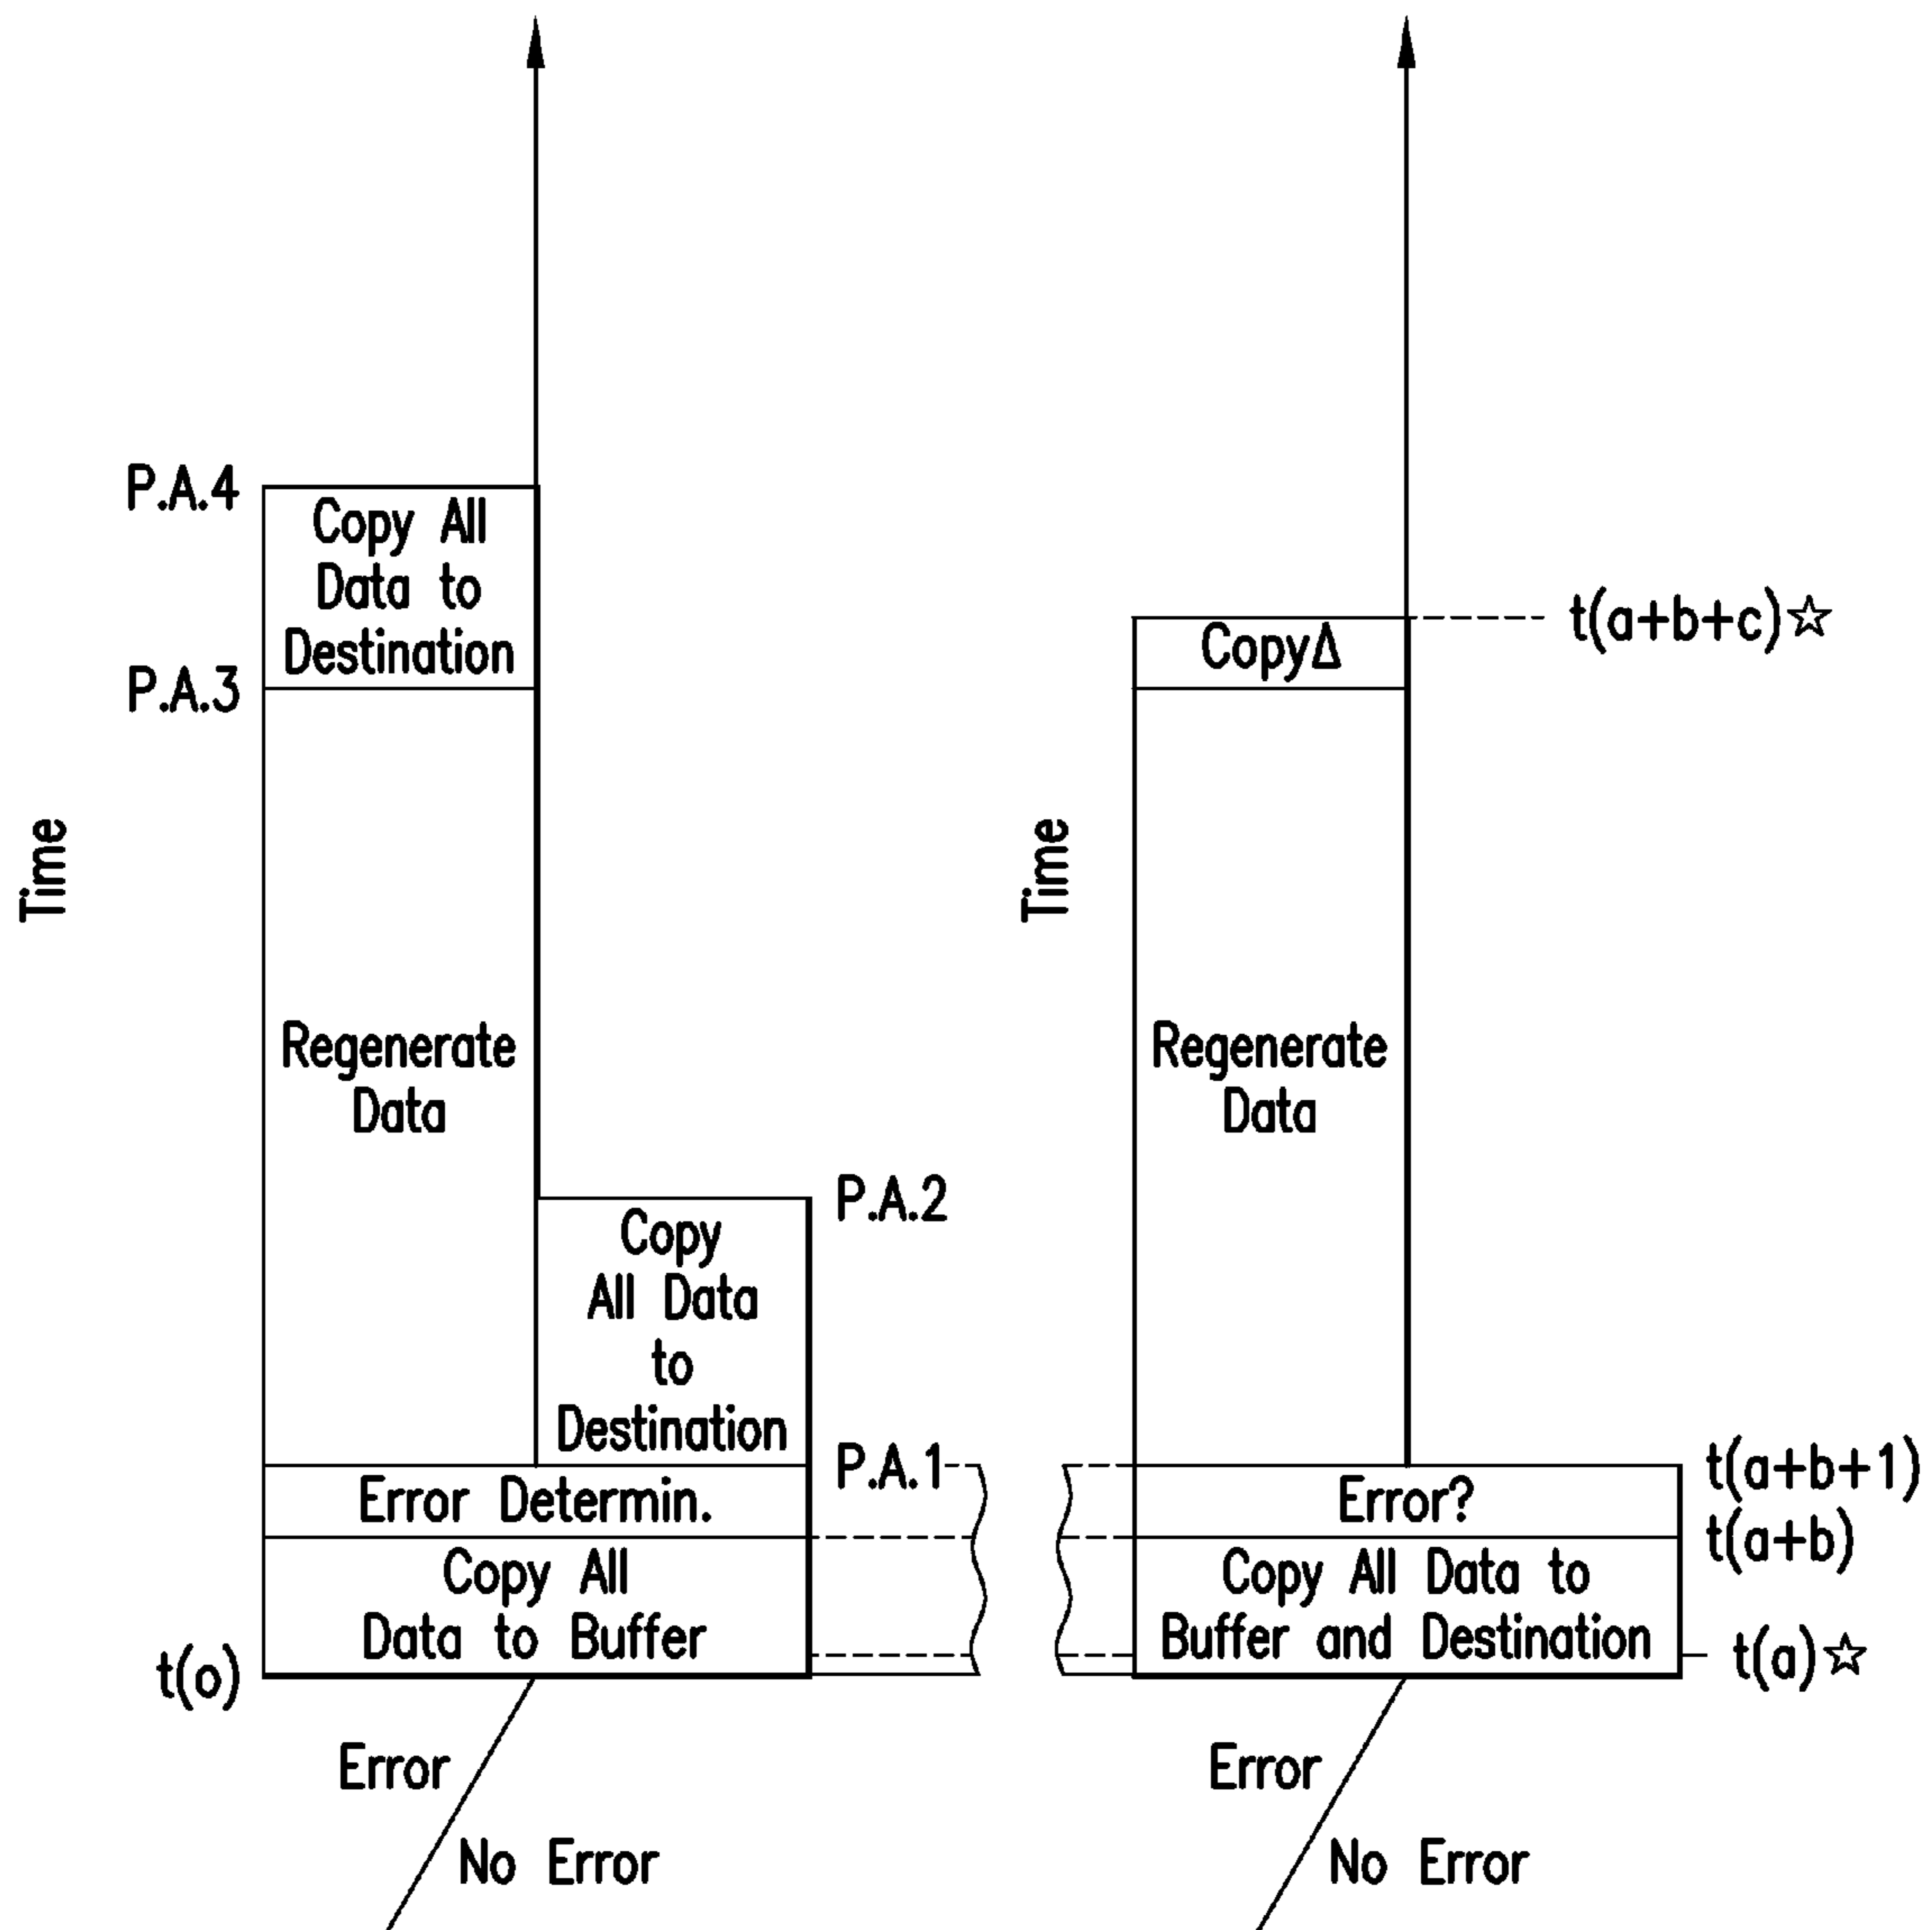 P.A.4
Copy All
Data to
Destination
P.A.3
Time
Regenerate
Data
P.A.2
Copy
All Data
to
Destination
P.A.1
Error Determin.
Copy All
Data to Buffer
t(o)
Error
No Error
t(a+b+c)☆
CopyΔ
Time
Regenerate
Data
t(a+b+1)
Error?
t(a+b)
Copy All Data to
Buffer and Destination
t(a)☆
Error
No Error